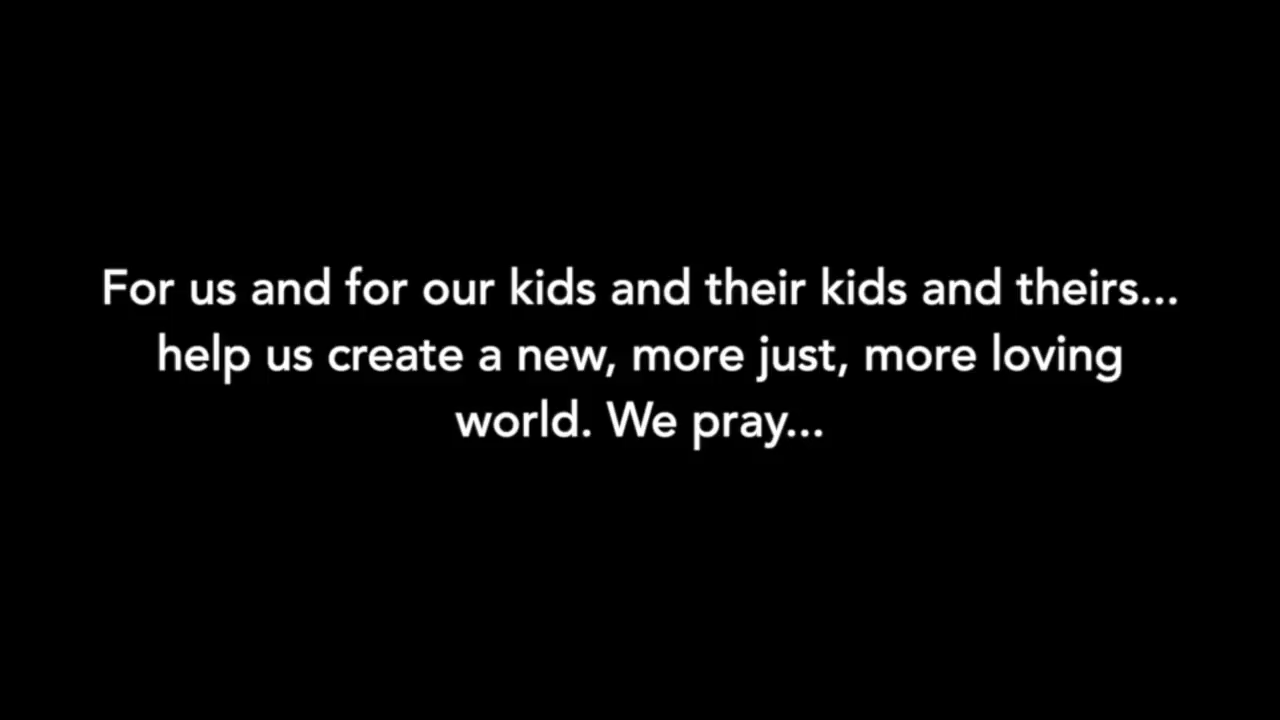 For us and for our kids and their kids and theirs...
help us create a new, more just, more loving
world. We pray...